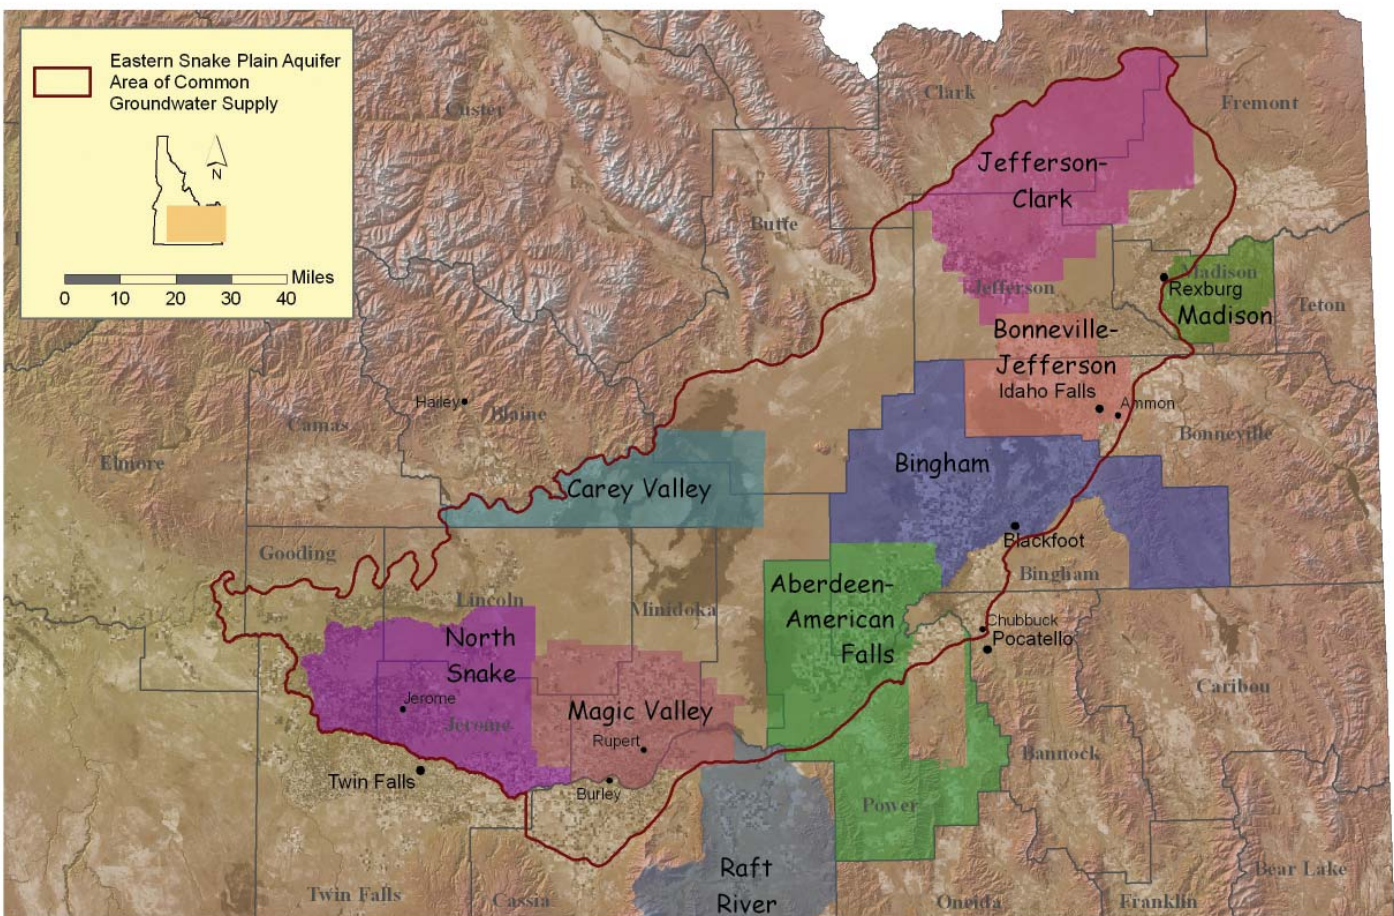 Eastern Snake Plain Aquifer
Area of Common
Groundwater Supply
N
Miles
0 10 20 30 40
Custer
Clark
Fremont
Jefferson-
Clark
Butte
Jefferson
Madison
Rexburg
Madison
Teton
Bonneville-
Jefferson
Idaho Falls
Ammon
Bonneville
Hailey
Blaine
Camas
Elmore
Bingham
Carey Valley
Blackfoot
Bingham
Gooding
Lincoln
Minidoka
Aberdeen-
American
Falls
Chubbuck
Pocatello
North
Snake
Jerome
Jerome
Magic Valley
Rupert
Caribou
Bannock
Twin Falls
Burley
Power
Raft
River
Twin Falls
Cassia
Oneida
Franklin
Bear Lake